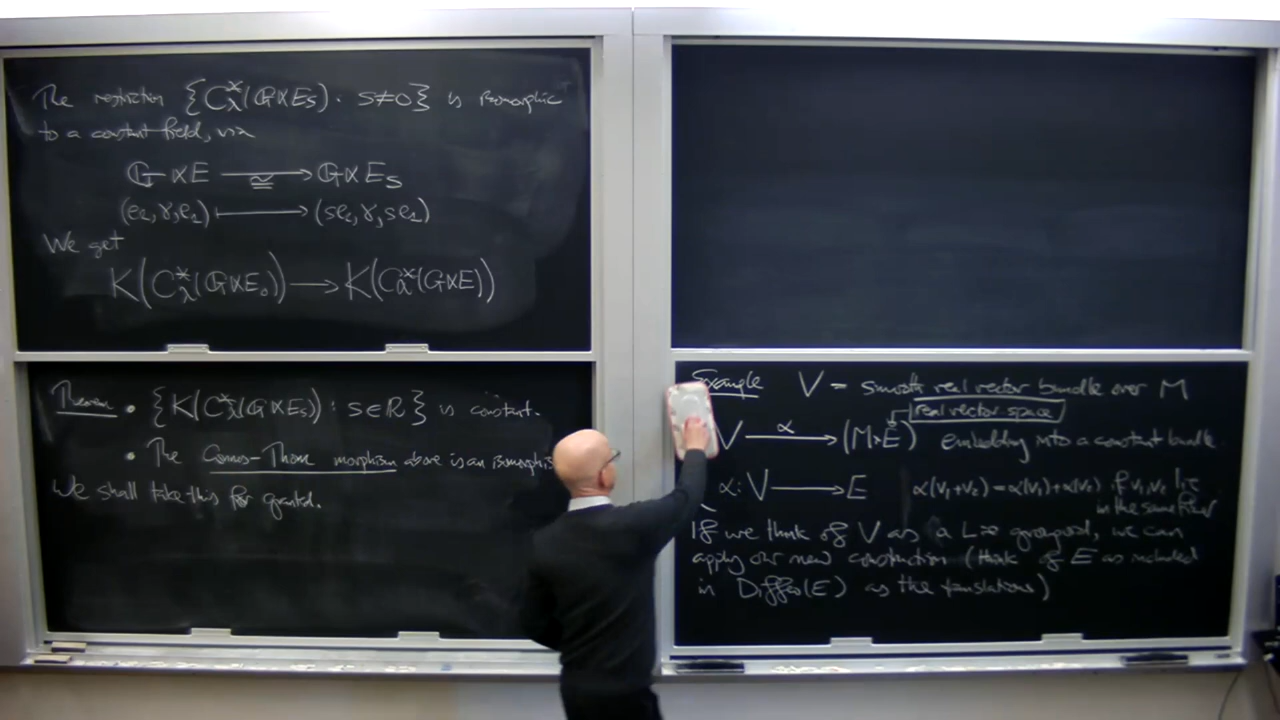 The restriction {C*λ(G⋉Es) : s≠0} is isomorphic
to a constant field, via
G⋉E ≅→ G⋉Es
(e2, γ, e1) ↦ (se2, γ, se1)
We get
K(C*λ(G⋉E0)) → K(C*λ(G⋉E))
Theorem • {K(C*λ(G⋉Es)) : s∈R} is constant.
• The Connes-Thom morphism above is an isomorphis
We shall take this for granted.
Example V = smooth real vector bundle over M
real vector space
V α→ (M×E) embedding into a constant bundle
α: V → E α(v1+v2) = α(v1)+α(v2) if v1,v2 lie
in the same fiber
If we think of V as a Lie groupoid, we can
apply our new construction (think of E as included
in Diffeo(E) as the translations)